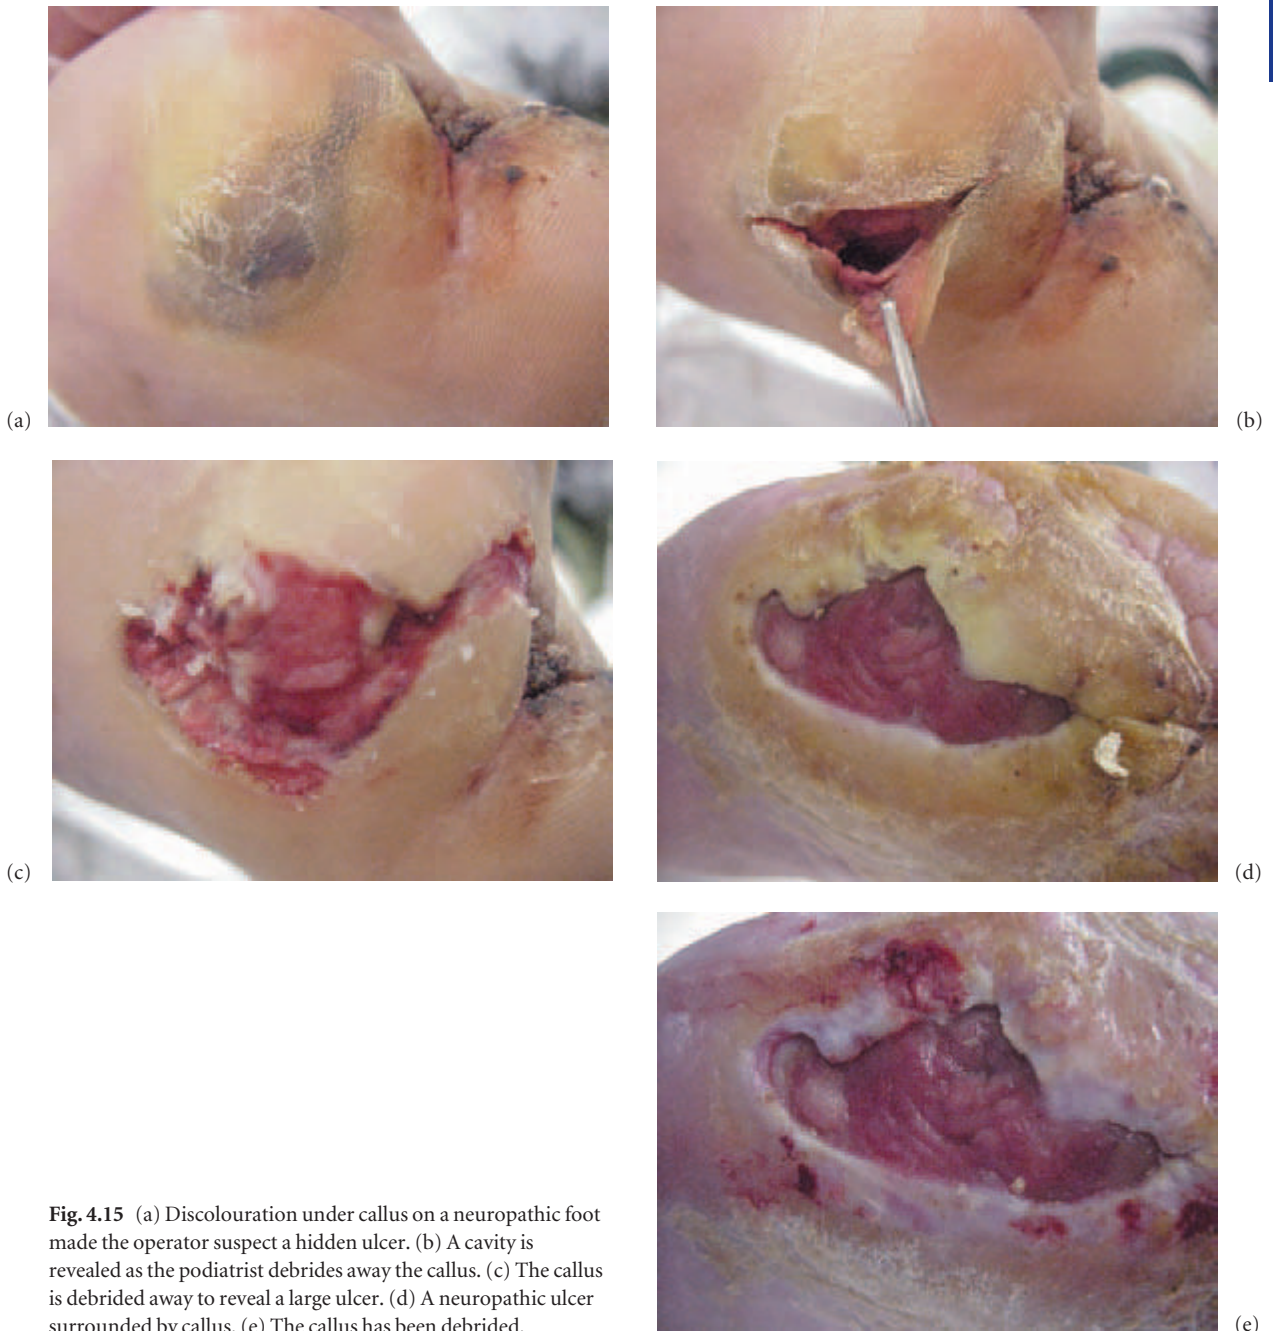 (a)
(b)
(c)
(d)
Fig. 4.15 (a) Discolouration under callus on a neuropathic foot
made the operator suspect a hidden ulcer. (b) A cavity is
revealed as the podiatrist debrides away the callus. (c) The callus
is debrided away to reveal a large ulcer. (d) A neuropathic ulcer
surrounded by callus. (e) The callus has been debrided.
(e)